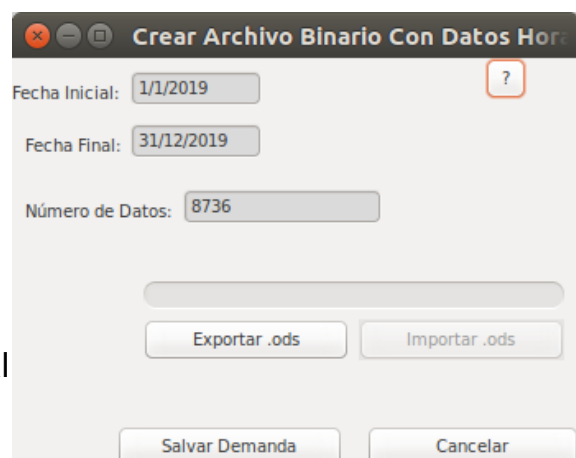 Crear Archivo Binario Con Datos Hora
?
Fecha Inicial: 1/1/2019
Fecha Final: 31/12/2019
Número de Datos: 8736
Exportar .ods Importar .ods
l
Salvar Demanda Cancelar